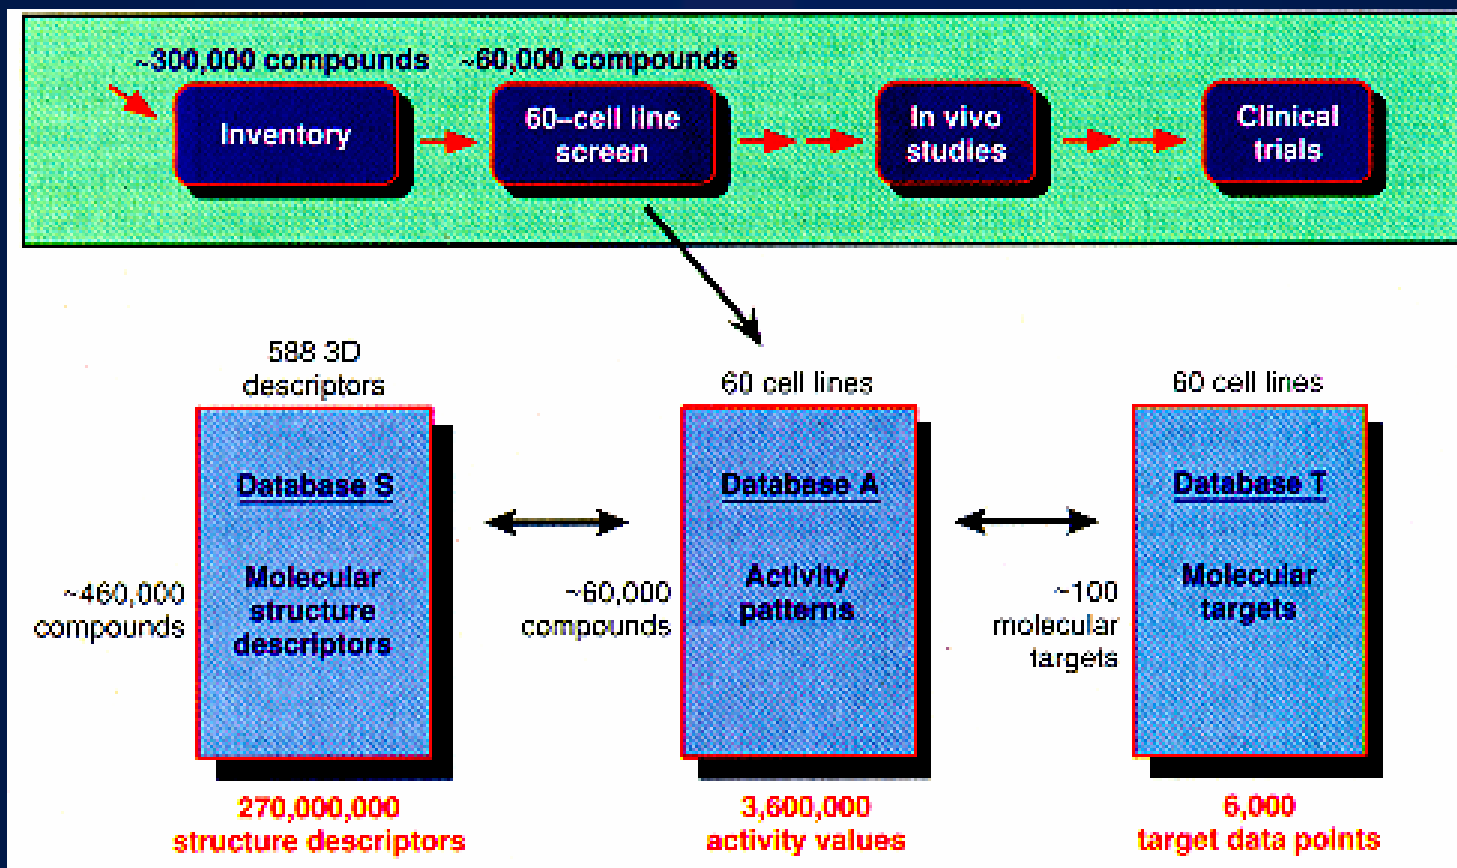 ~300,000 compounds
~60,000 compounds
Inventory
60–cell line
screen
In vivo
studies
Clinical
trials
588 3D
descriptors
60 cell lines
60 cell lines
Database S
Database A
Database T
Molecular
structure
descriptors
Activity
patterns
Molecular
targets
~460,000
compounds
~60,000
compounds
~100
molecular
targets
270,000,000
structure descriptors
3,600,000
activity values
6,000
target data points